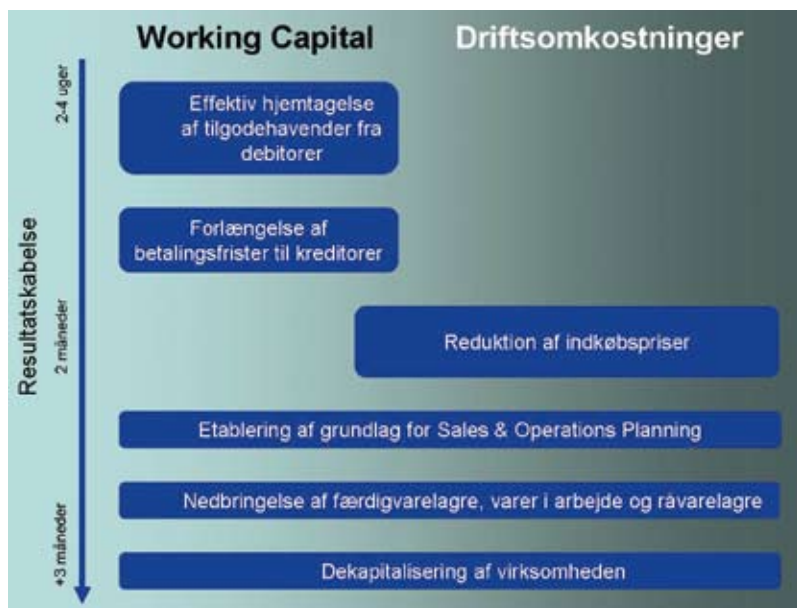 Working Capital
Driftsomkostninger
Resultatskabelse
2-4 uger
2 måneder
+3 måneder
Effektiv hjemtagelse
af tilgodehavender fra
debitorer
Forlængelse af
betalingsfrister til kreditorer
Reduktion af indkøbspriser
Etablering af grundlag for Sales & Operations Planning
Nedbringelse af færdigvarelagre, varer i arbejde og råvarelagre
Dekapitalisering af virksomheden